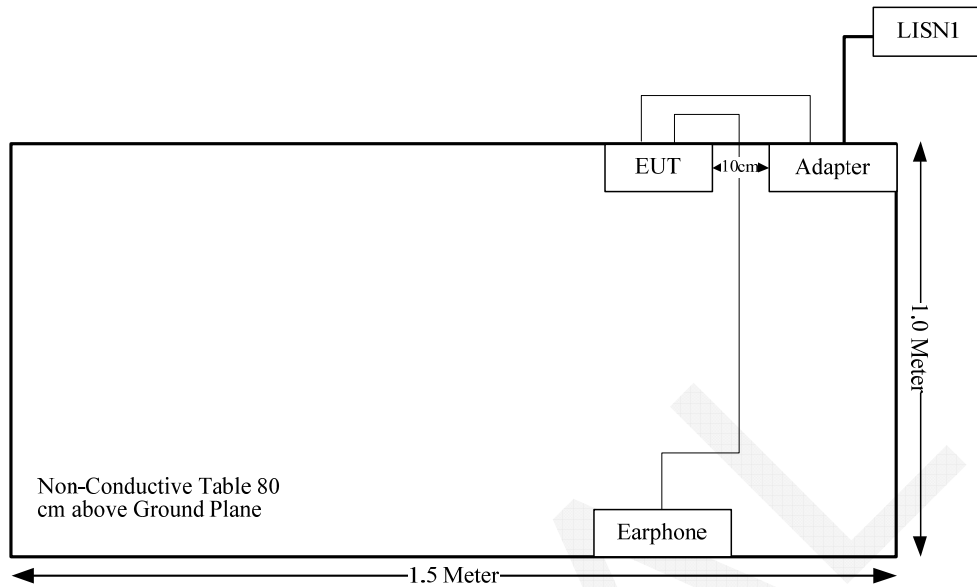 LISN1
EUT
10cm
Adapter
1.0 Meter
Non-Conductive Table 80
cm above Ground Plane
Earphone
1.5 Meter